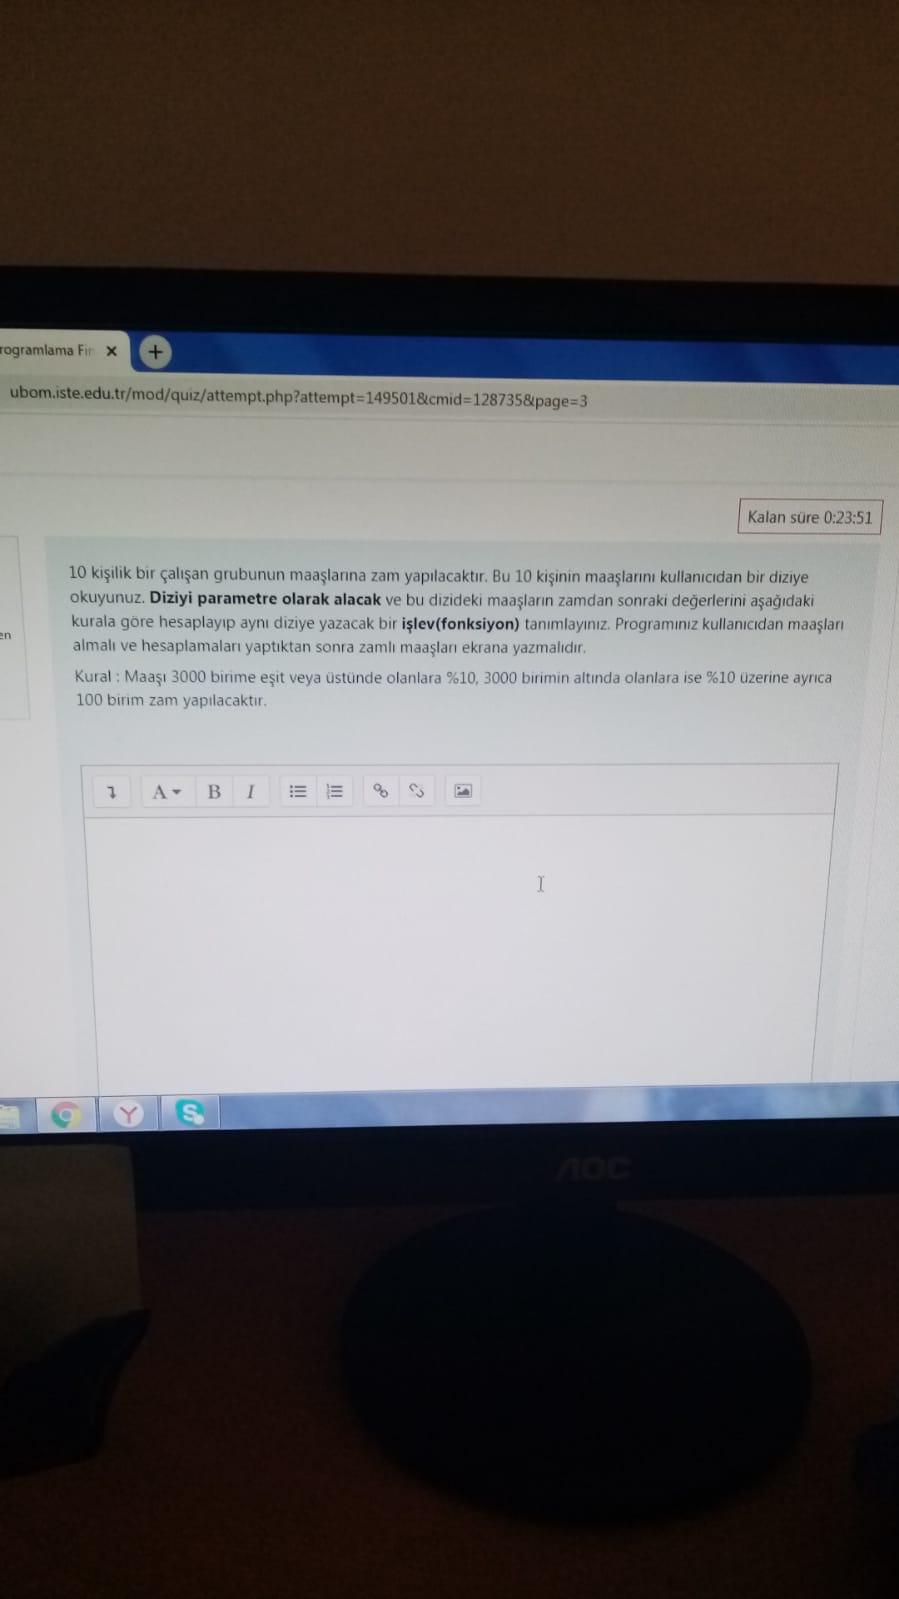 rogramlama Fin
ubom.iste.edu.tr/mod/quiz/attempt.php?attempt=149501&cmid=128735&page=3
Kalan süre 0:23:51
en
10 kişilik bir çalışan grubunun maaşlarına zam yapılacaktır. Bu 10 kişinin maaşlarını kullanıcıdan bir diziye
okuyunuz. Diziyi parametre olarak alacak ve bu dizideki maaşların zamdan sonraki değerlerini aşağıdaki
kurala göre hesaplayıp aynı diziye yazacak bir işlev(fonksiyon) tanımlayınız. Programınız kullanıcıdan maaşları
almalı ve hesaplamaları yaptıktan sonra zamlı maaşları ekrana yazmalıdır.
Kural : Maaşı 3000 birime eşit veya üstünde olanlara %10, 3000 birimin altında olanlara ise %10 üzerine ayrıca
100 birim zam yapılacaktır.
A B I
Y S
AOC